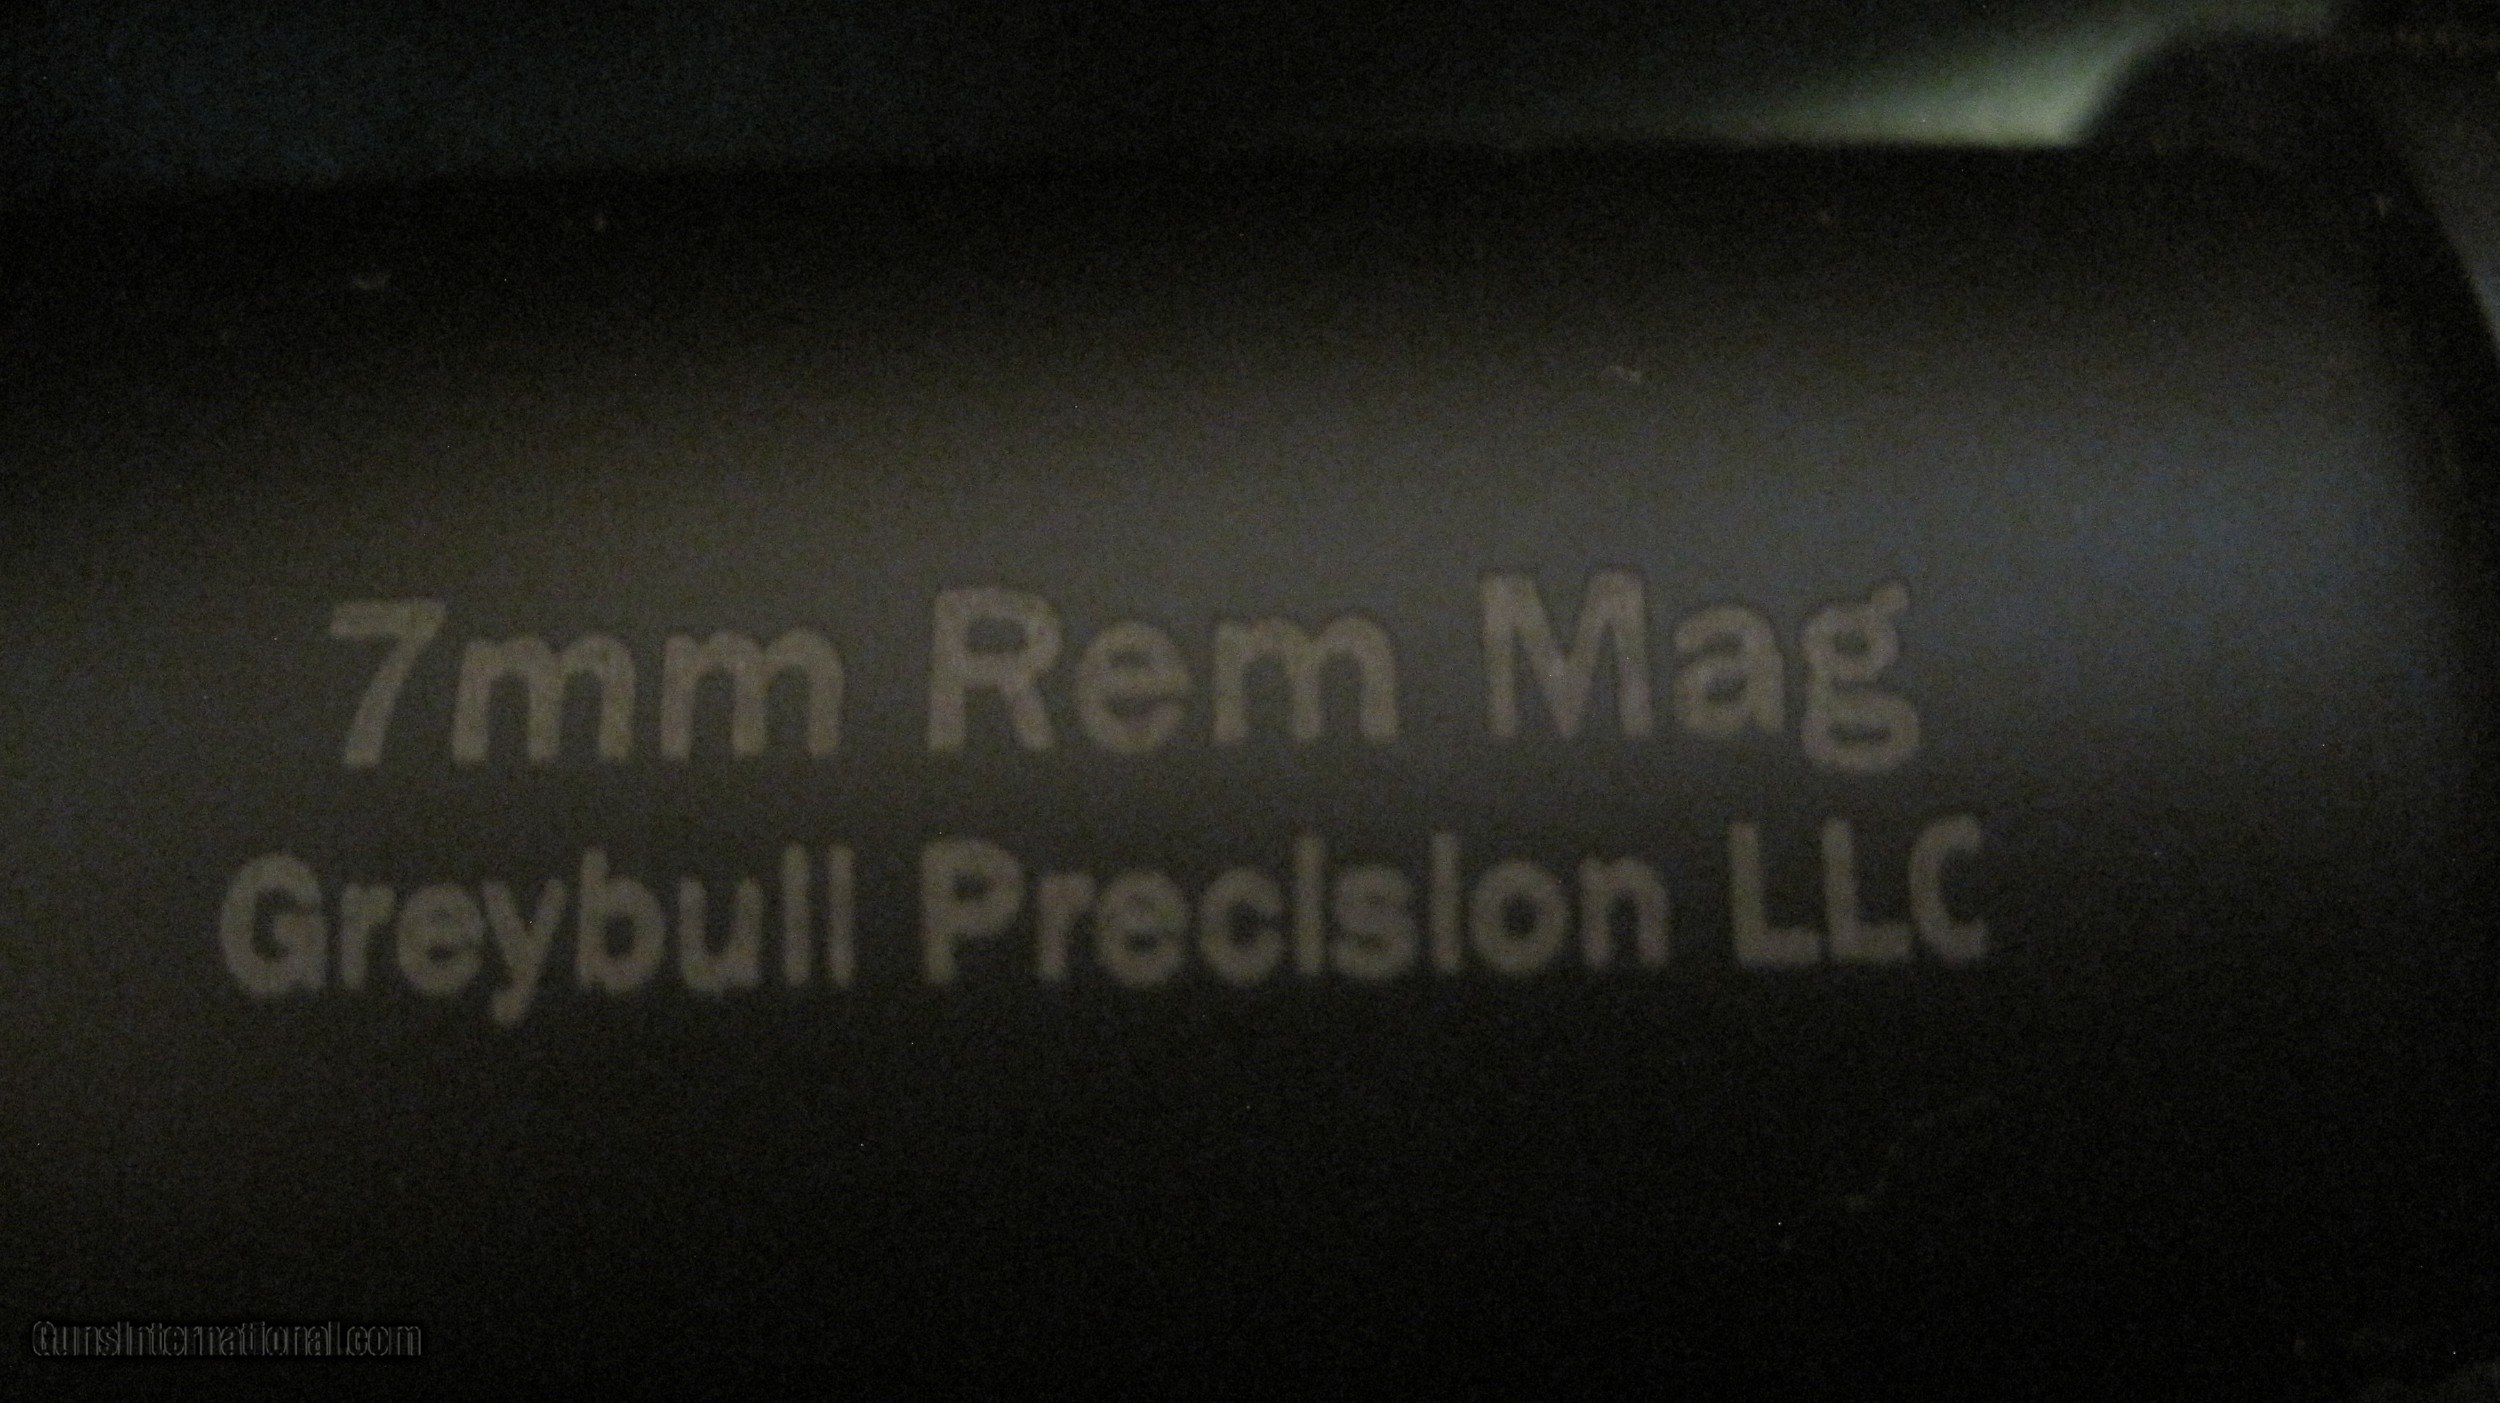 7mm Rem Mag
Greybull Precision LLC
GunsInternational.com